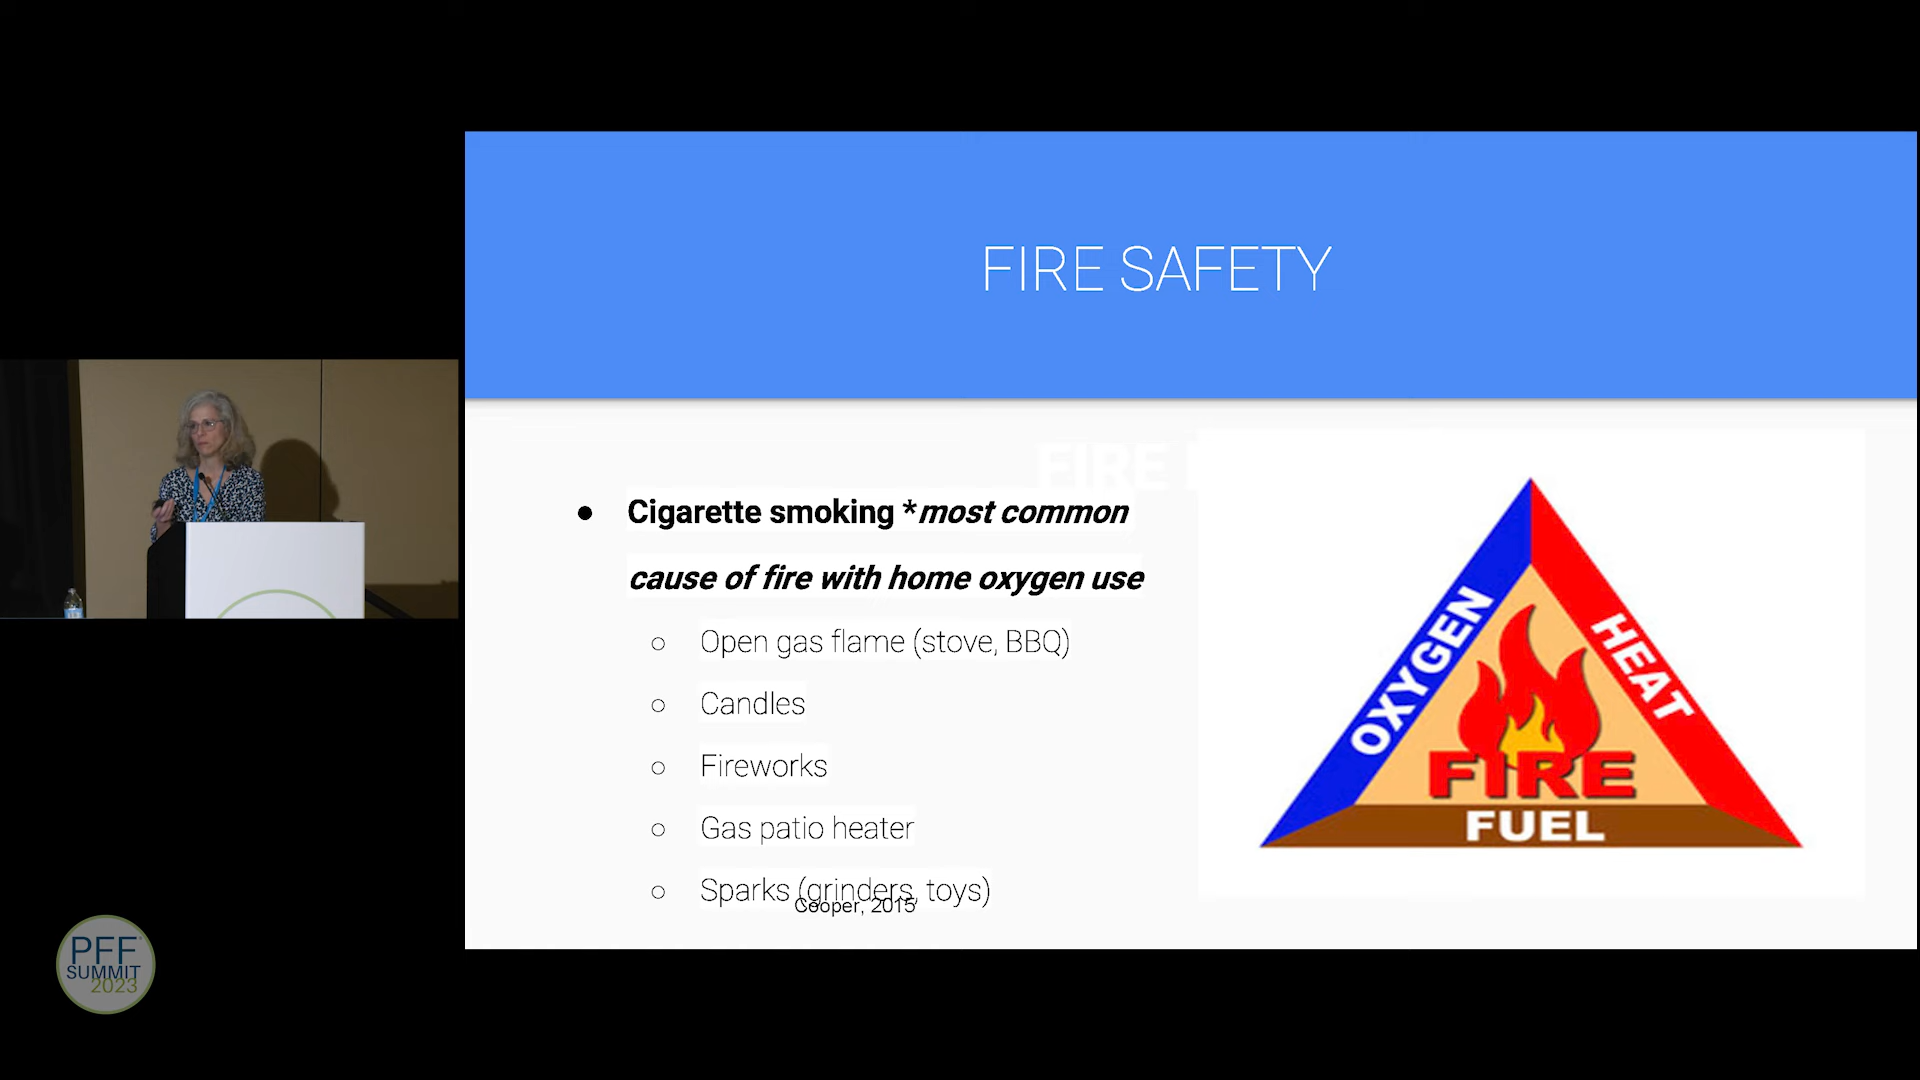 FIRE SAFETY
FIRE
Cigarette smoking *most common
cause of fire with home oxygen use
Open gas flame (stove, BBQ)
Candles
Fireworks
Gas patio heater
Sparks (grinders, toys)
Cooper, 2015
OXYGEN
HEAT
FIRE
FUEL
PFF
SUMMIT
2023